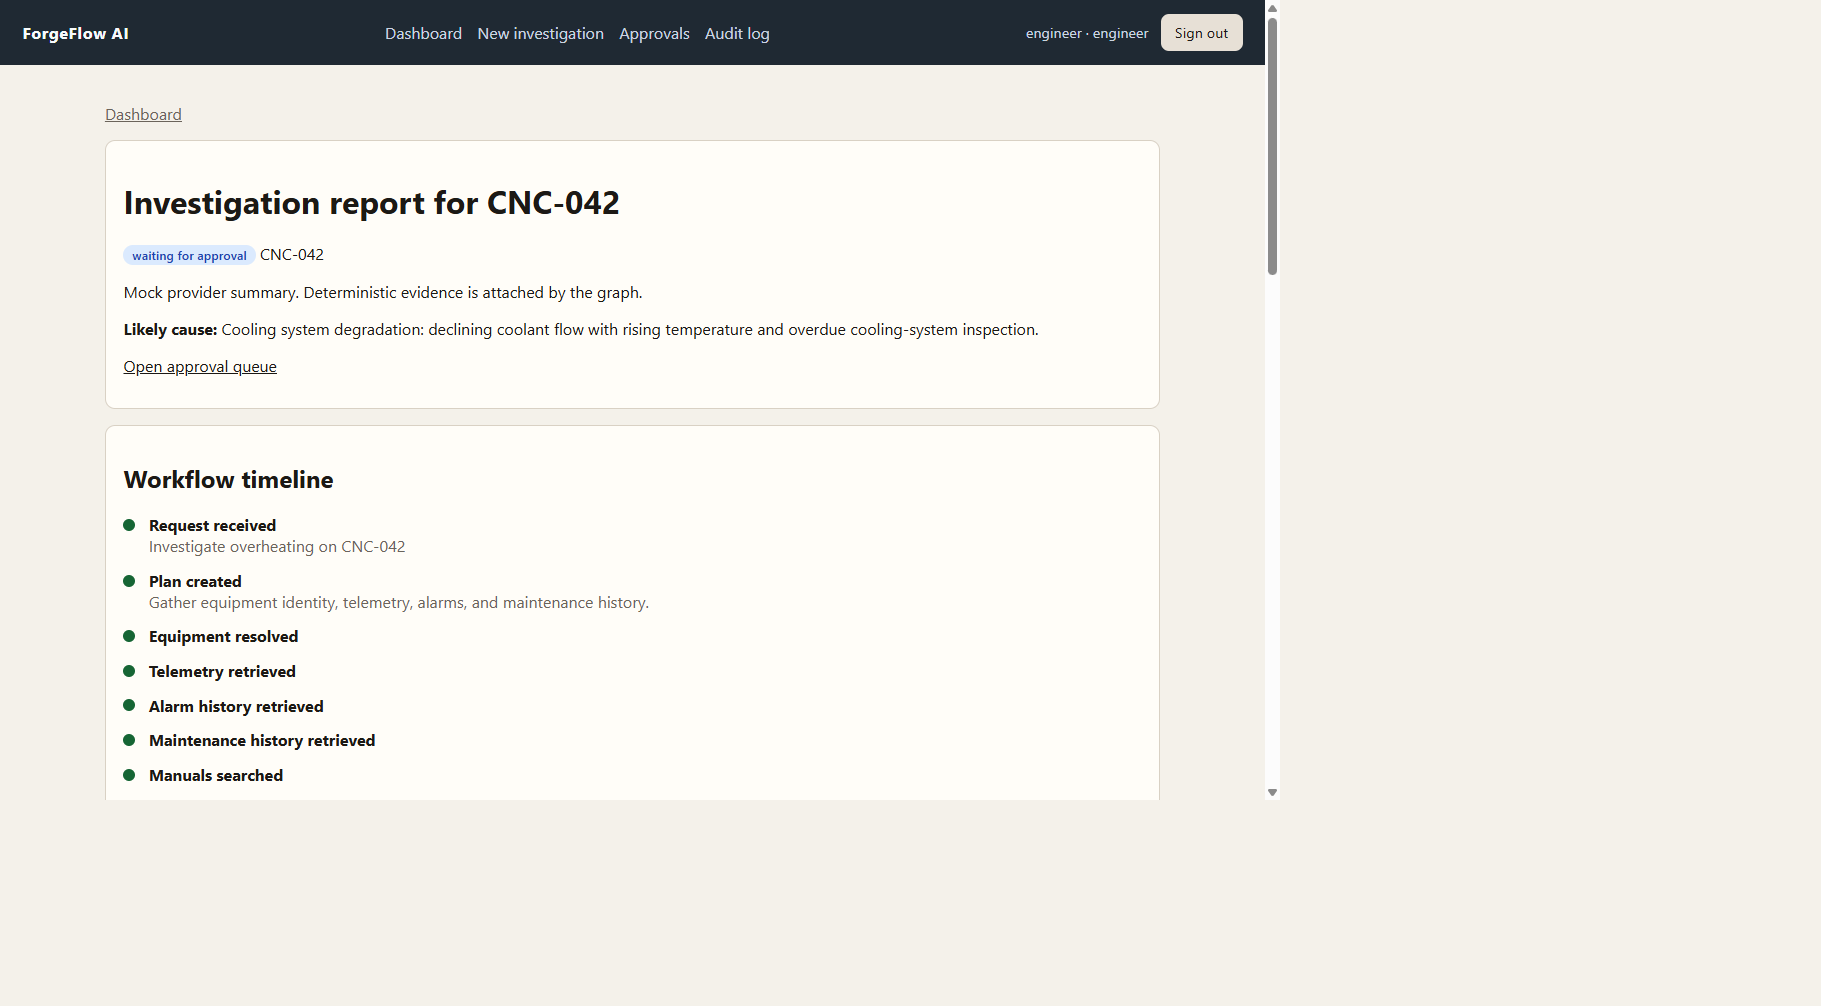 ForgeFlow AI
Dashboard New investigation Approvals Audit log
engineer · engineer Sign out
Dashboard
Investigation report for CNC-042
waiting for approval CNC-042
Mock provider summary. Deterministic evidence is attached by the graph.
Likely cause: Cooling system degradation: declining coolant flow with rising temperature and overdue cooling-system inspection.
Open approval queue
Workflow timeline
Request received
Investigate overheating on CNC-042
Plan created
Gather equipment identity, telemetry, alarms, and maintenance history.
Equipment resolved
Telemetry retrieved
Alarm history retrieved
Maintenance history retrieved
Manuals searched